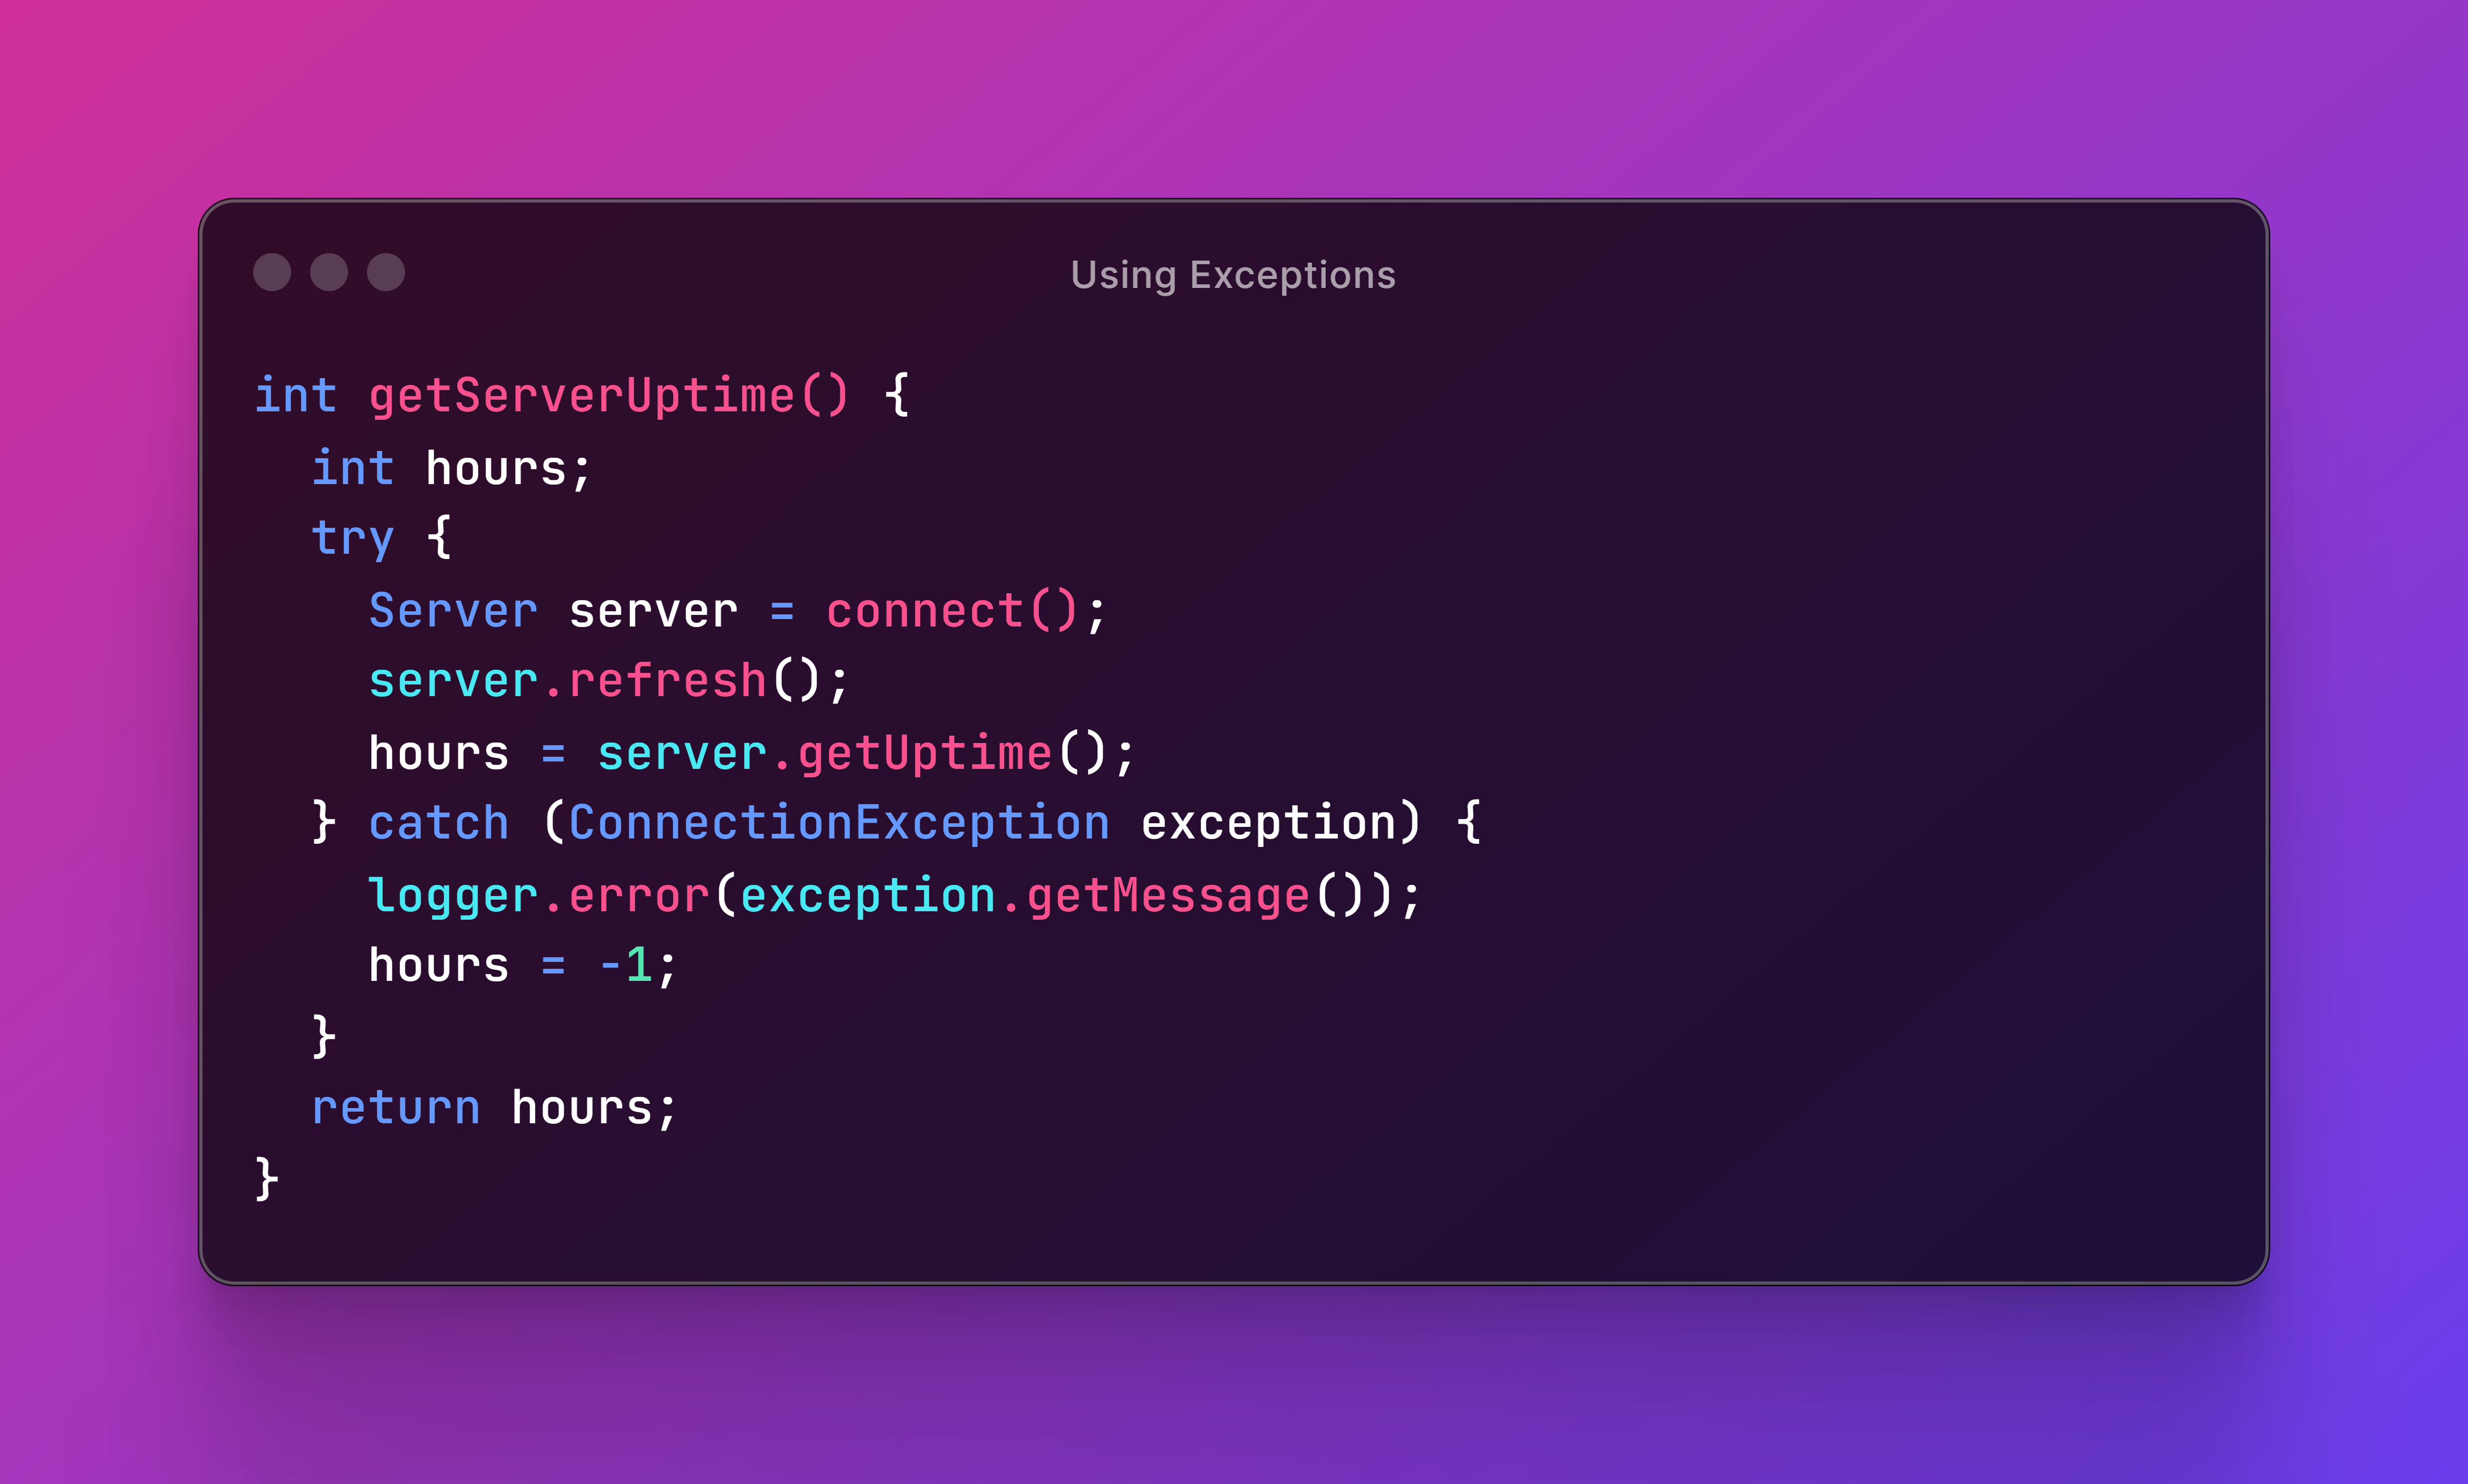 Using Exceptions
int getServerUptime() {
   int hours;
   try {
      Server server = connect();
      server.refresh();
      hours = server.getUptime();
   } catch (ConnectionException exception) {
      logger.error(exception.getMessage());
      hours = -1;
   }
   return hours;
}